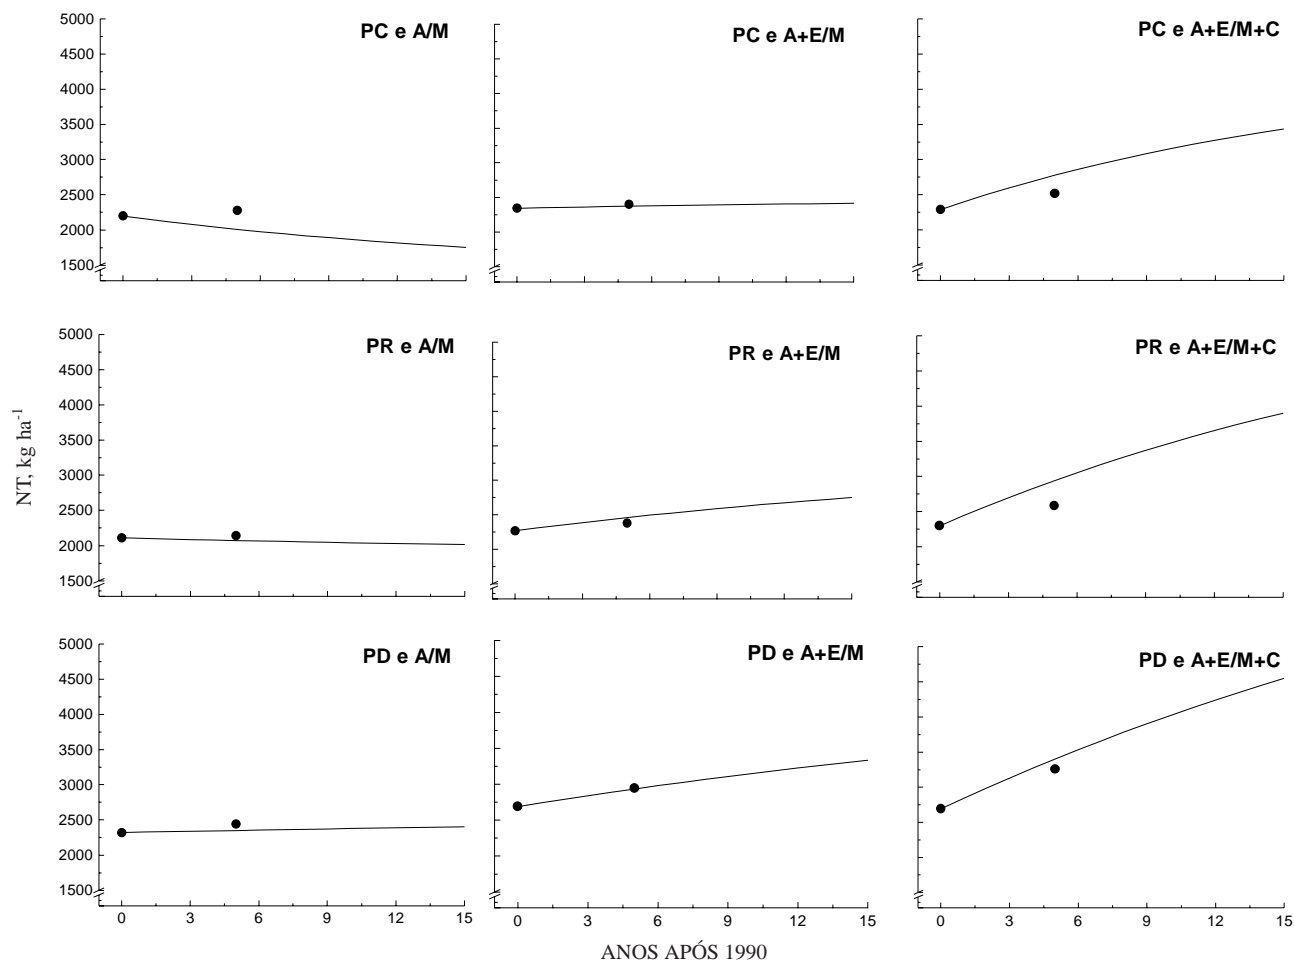 PC e A/M
PC e A+E/M
PC e A+E/M+C
5000
4500
4000
3500
3000
2500
2000
1500
PR e A/M
PR e A+E/M
PR e A+E/M+C
5000
4500
4000
3500
3000
2500
2000
1500
NT, kg ha⁻¹
PD e A/M
PD e A+E/M
PD e A+E/M+C
5000
4500
4000
3500
3000
2500
2000
1500
0 3 6 9 12 15
0 3 6 9 12 15
0 3 6 9 12 15
ANOS APÓS 1990